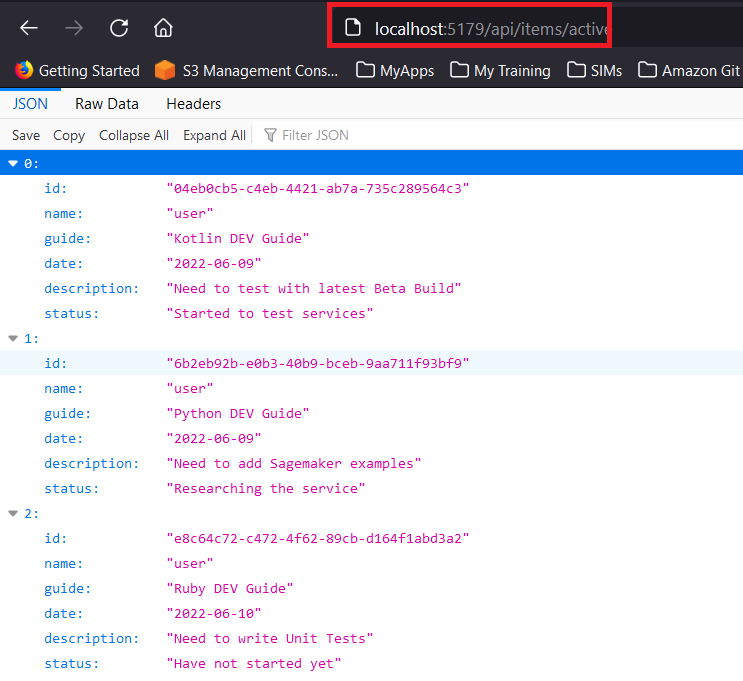 localhost:5179/api/items/active
Getting Started S3 Management Cons... MyApps My Training SIMs Amazon Git
JSON Raw Data Headers
Save Copy Collapse All Expand All Filter JSON
0:
id: "04eb0cb5-c4eb-4421-ab7a-735c289564c3"
name: "user"
guide: "Kotlin DEV Guide"
date: "2022-06-09"
description: "Need to test with latest Beta Build"
status: "Started to test services"
1:
id: "6b2eb92b-e0b3-40b9-bceb-9aa711f93bf9"
name: "user"
guide: "Python DEV Guide"
date: "2022-06-09"
description: "Need to add Sagemaker examples"
status: "Researching the service"
2:
id: "e8c64c72-c472-4f62-89cb-d164f1abd3a2"
name: "user"
guide: "Ruby DEV Guide"
date: "2022-06-10"
description: "Need to write Unit Tests"
status: "Have not started yet"